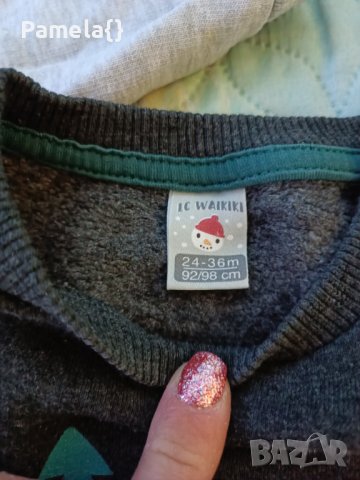 Pamela{}
LC WAIKIKI
24-36m
92/98 cm
BAZAR